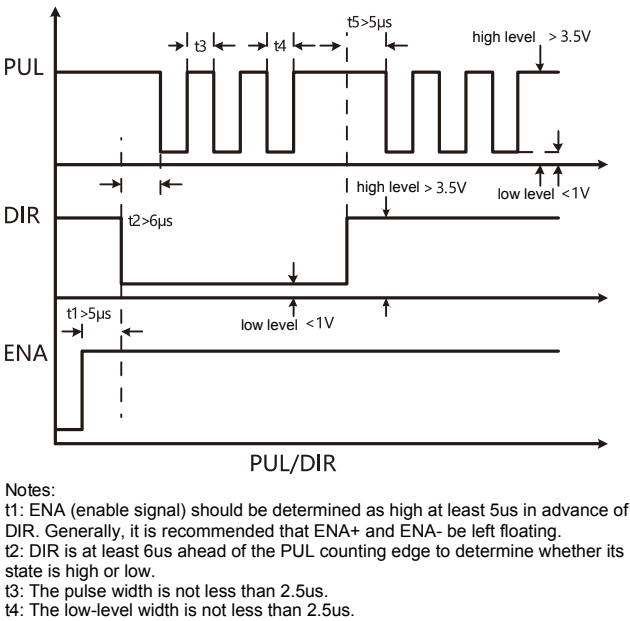 t5>5μs
high level > 3.5V
t3
t4
PUL
high level > 3.5V
low level <1V
DIR
t2>6μs
t1>5μs
low level <1V
ENA
PUL/DIR
Notes:
t1: ENA (enable signal) should be determined as high at least 5us in advance of
DIR. Generally, it is recommended that ENA+ and ENA- be left floating.
t2: DIR is at least 6us ahead of the PUL counting edge to determine whether its
state is high or low.
t3: The pulse width is not less than 2.5us.
t4: The low-level width is not less than 2.5us.